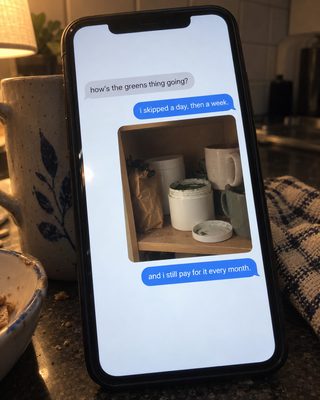 how's the greens thing going?
i skipped a day, then a week.
and i still pay for it every month.